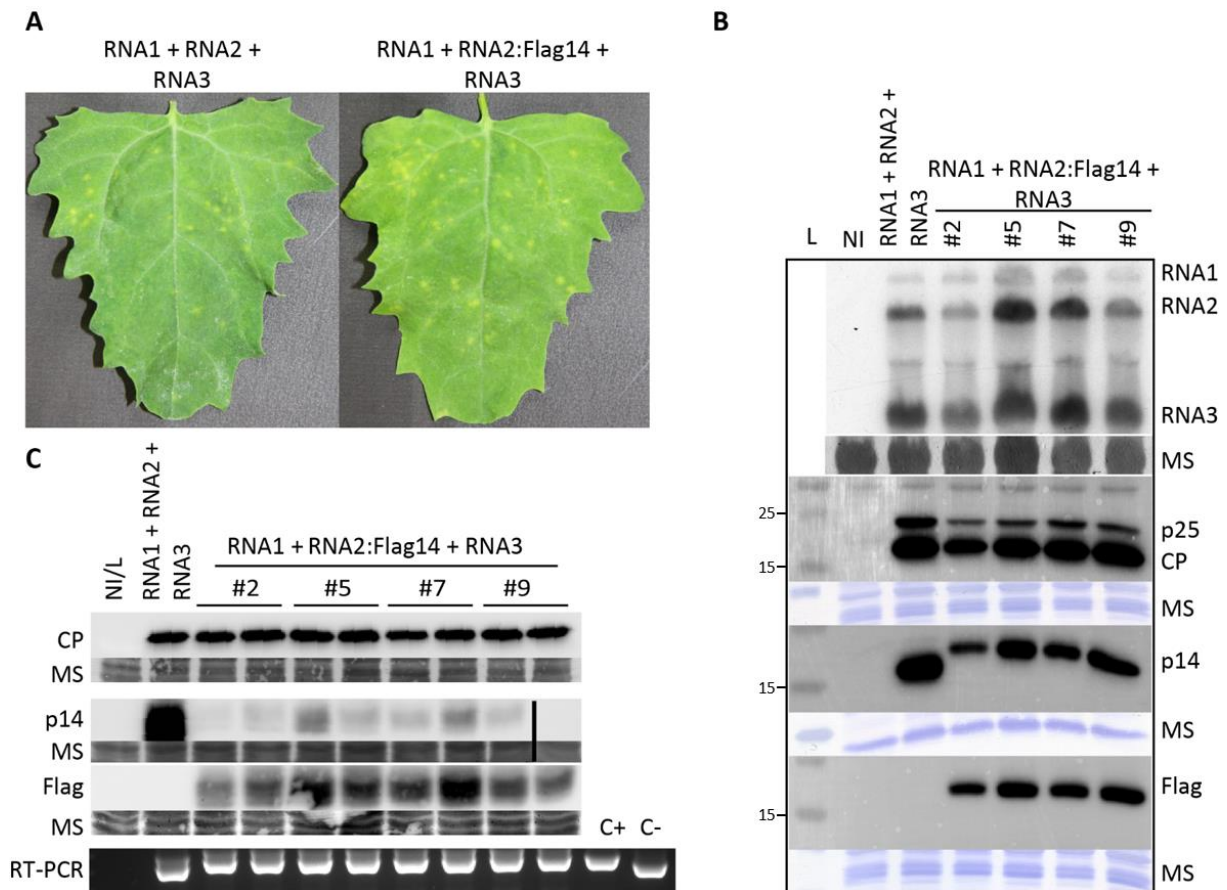 A
RNA1 + RNA2 +
RNA3
RNA1 + RNA2:Flag14 +
RNA3
B
RNA1 + RNA2 +
RNA3
RNA1 + RNA2:Flag14 +
RNA3
L
NI
#2
#5
#7
#9
RNA1
RNA2
RNA3
MS
25
15
p25
CP
MS
15
p14
MS
15
Flag
MS
C
NI/L
RNA1 + RNA2 +
RNA3
RNA1 + RNA2:Flag14 + RNA3
#2
#5
#7
#9
CP
MS
p14
MS
Flag
MS
C+
C-
RT-PCR